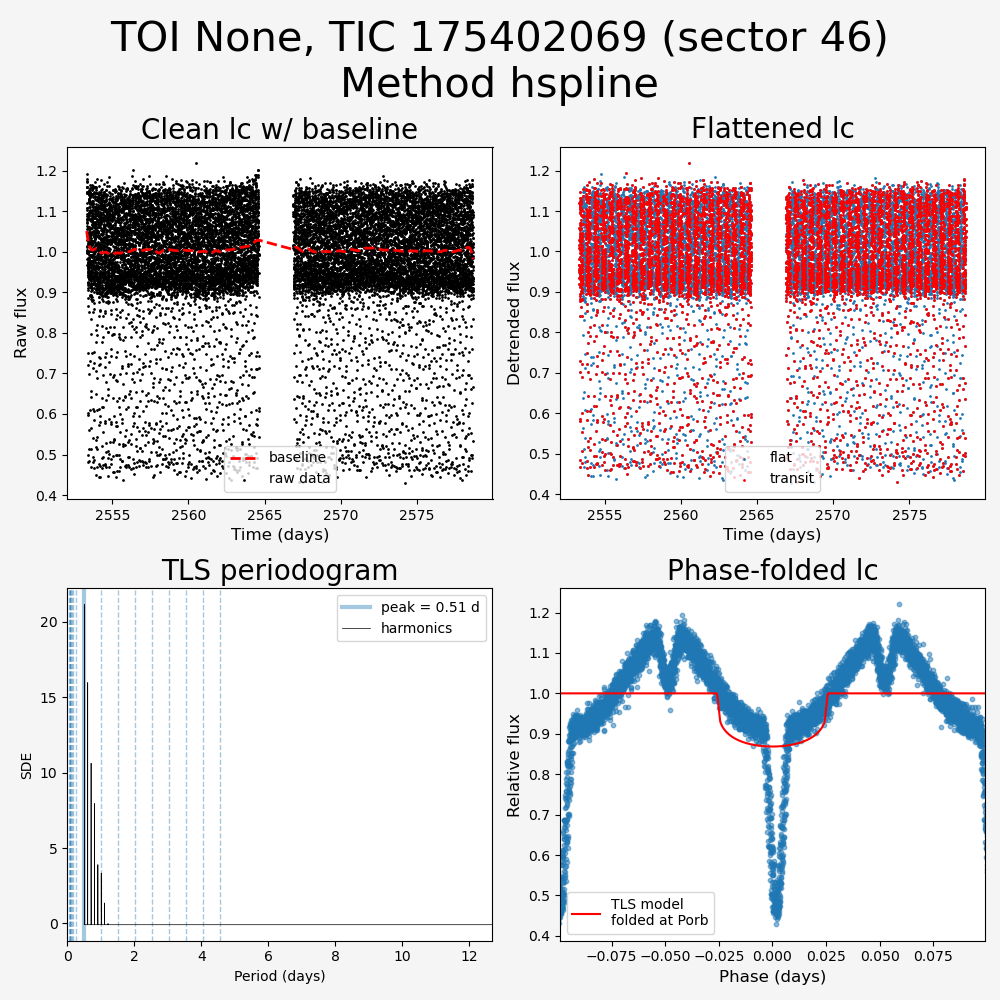 TOI None, TIC 175402069 (sector 46)
Method hspline
Clean lc w/ baseline
Raw flux
1.2
1.1
1.0
0.9
0.8
0.7
0.6
0.5
0.4
baseline
raw data
2555
2560
2565
2570
2575
Time (days)
Flattened lc
Detrended flux
1.2
1.1
1.0
0.9
0.8
0.7
0.6
0.5
0.4
flat
transit
2555
2560
2565
2570
2575
Time (days)
TLS periodogram
SDE
20
15
10
5
0
peak = 0.51 d
harmonics
0
2
4
6
8
10
12
Period (days)
Phase-folded lc
Relative flux
1.2
1.1
1.0
0.9
0.8
0.7
0.6
0.5
0.4
TLS model
folded at Porb
−0.075
−0.050
−0.025
0.000
0.025
0.050
0.075
Phase (days)